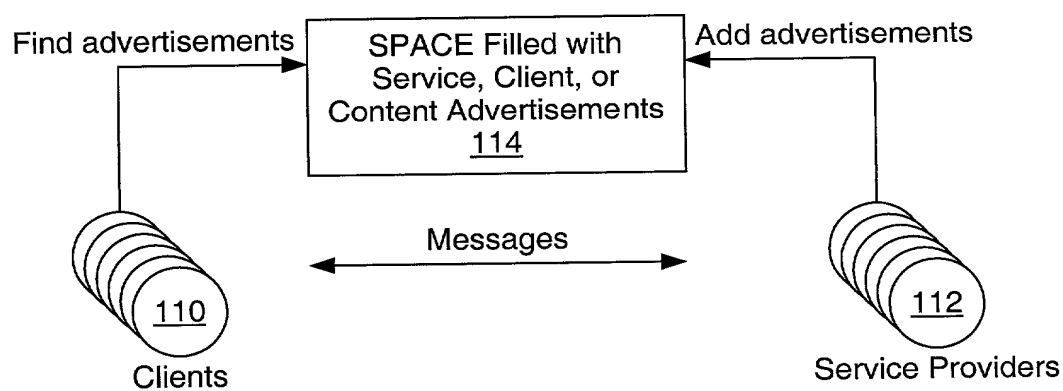 Find advertisements
SPACE Filled with
Service, Client, or
Content Advertisements
114
Add advertisements
Messages
110
Clients
112
Service Providers